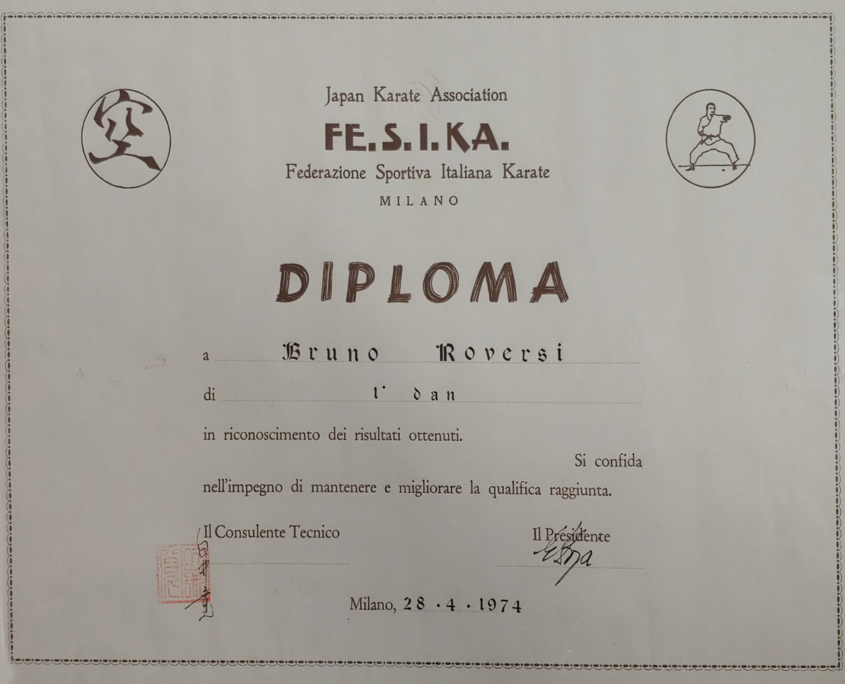 空
Japan Karate Association
FE.S.I.KA.
Federazione Sportiva Italiana Karate
MILANO
DIPLOMA
a Bruno Roversi
di 1° dan
in riconoscimento dei risultati ottenuti.
Si confida
nell'impegno di mantenere e migliorare la qualifica raggiunta.
Il Consulente Tecnico
Il Presidente
Milano, 28.4.1974